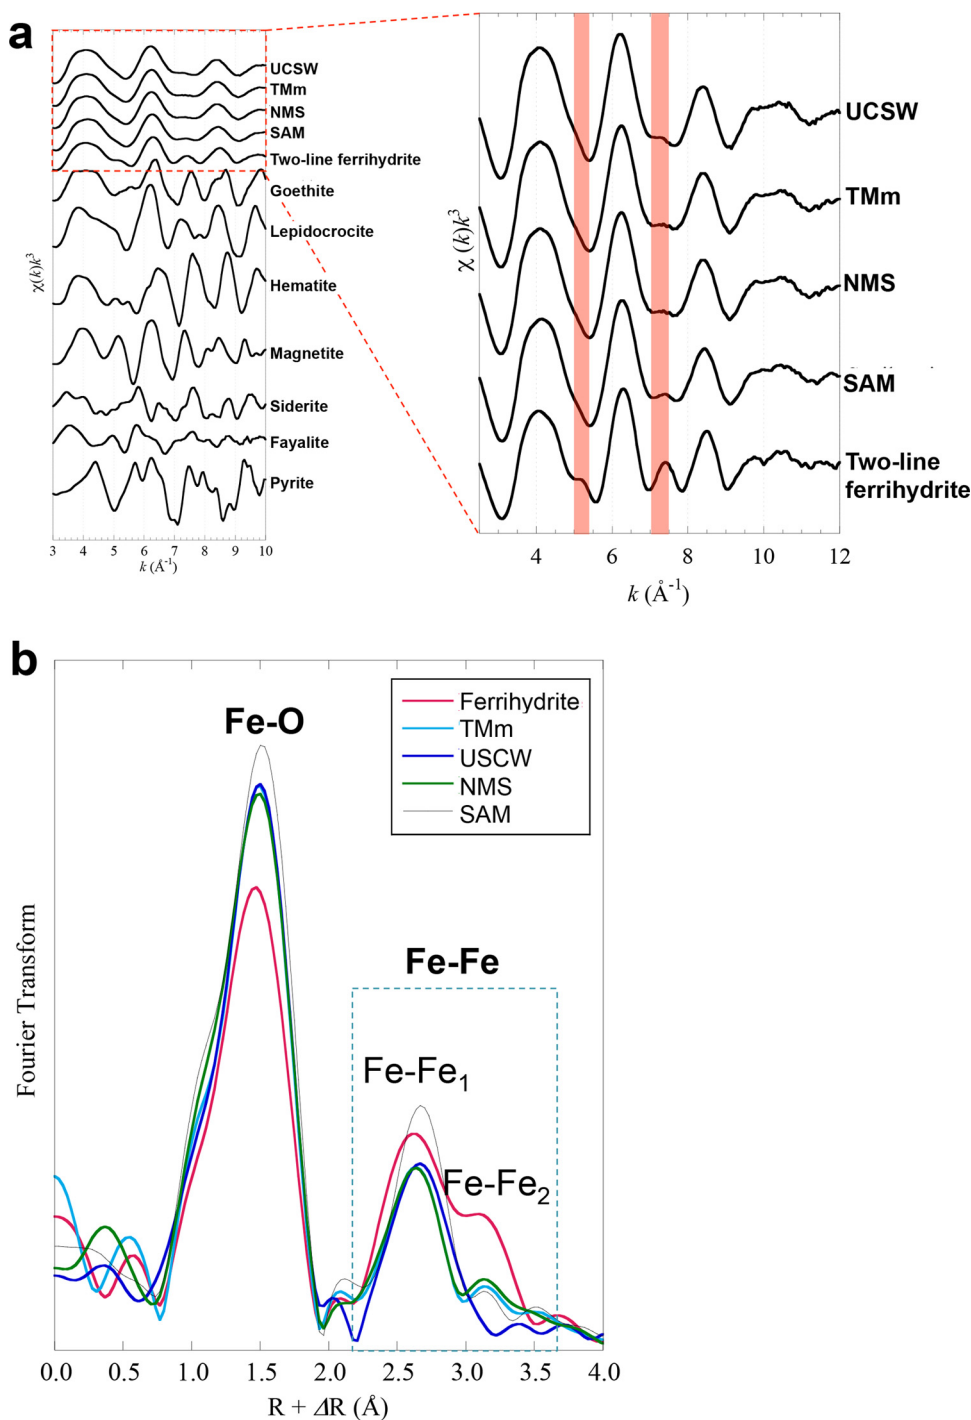 a
UCSW
TMm
NMS
SAM
Two-line ferrihydrite
Goethite
Lepidocrocite
Hematite
Magnetite
Siderite
Fayalite
Pyrite
χ(k)k³
3 4 5 6 7 8 9 10
k (Å⁻¹)
UCSW
TMm
NMS
SAM
Two-line
ferrihydrite
χ (k)k³
4 6 8 10 12
k (Å⁻¹)
b
Fe-O
Ferrihydrite
TMm
USCW
NMS
SAM
Fe-Fe
Fe-Fe₁
Fe-Fe₂
Fourier Transform
0.0 0.5 1.0 1.5 2.0 2.5 3.0 3.5 4.0
R + ΔR (Å)